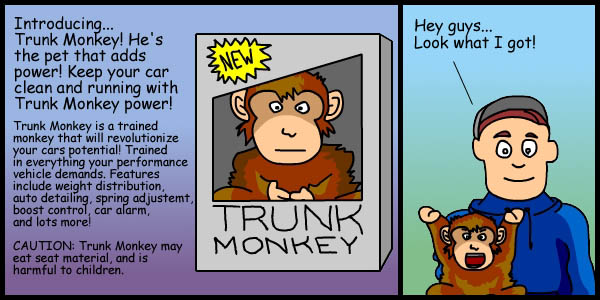 Introducing...
Trunk Monkey! He's
the pet that adds
power! Keep your car
clean and running with
Trunk Monkey power!
Trunk Monkey is a trained
monkey that will revolutionize
your cars potential! Trained
in everything your performance
vehicle demands. Features
include weight distribution,
auto detailing, spring adjustent,
boost control, car alarm,
and lots more!
CAUTION: Trunk Monkey may
eat seat material, and is
harmful to children.
NEW
TRUNK
MONKEY
Hey guys...
Look what I got!